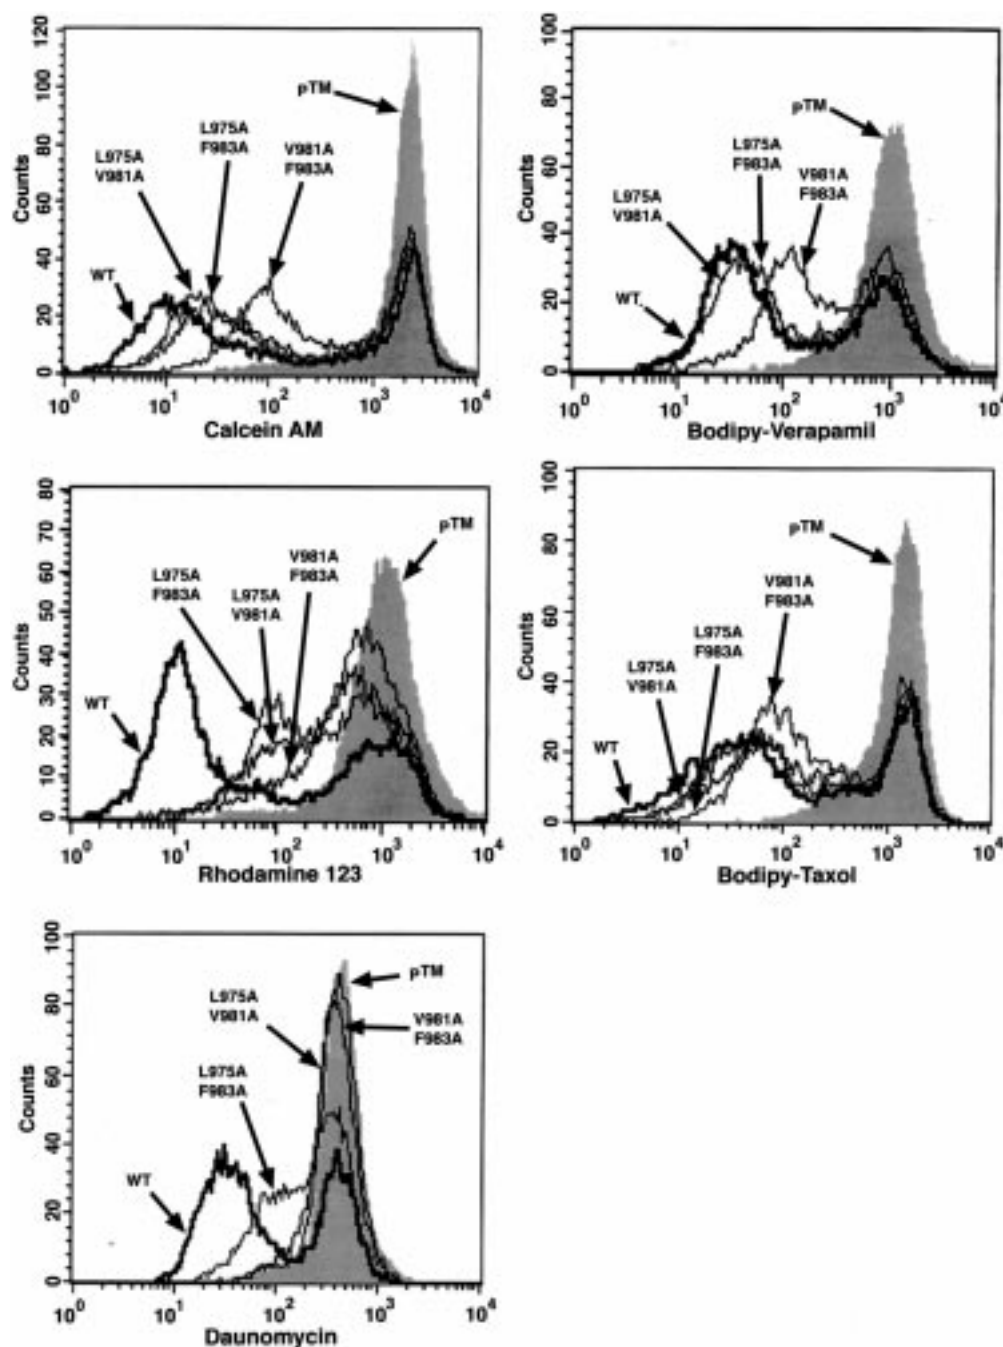 120
100
80
60
40
20
0
Counts
pTM
L975A
F983A
L975A
V981A
V981A
F983A
WT
10^0 10^1 10^2 10^3 10^4
Calcein AM
100
80
60
40
20
0
Counts
pTM
L975A
F983A
V981A
F983A
L975A
V981A
WT
10^0 10^1 10^2 10^3 10^4
Bodipy-Verapamil
80
70
60
50
40
30
20
10
0
Counts
pTM
V981A
F983A
L975A
F983A
L975A
V981A
WT
10^0 10^1 10^2 10^3 10^4
Rhodamine 123
100
80
60
40
20
0
Counts
pTM
V981A
F983A
L975A
F983A
L975A
V981A
WT
10^0 10^1 10^2 10^3 10^4
Bodipy-Taxol
100
80
60
40
20
0
Counts
pTM
L975A
V981A
V981A
F983A
L975A
F983A
WT
10^0 10^1 10^2 10^3 10^4
Daunomycin